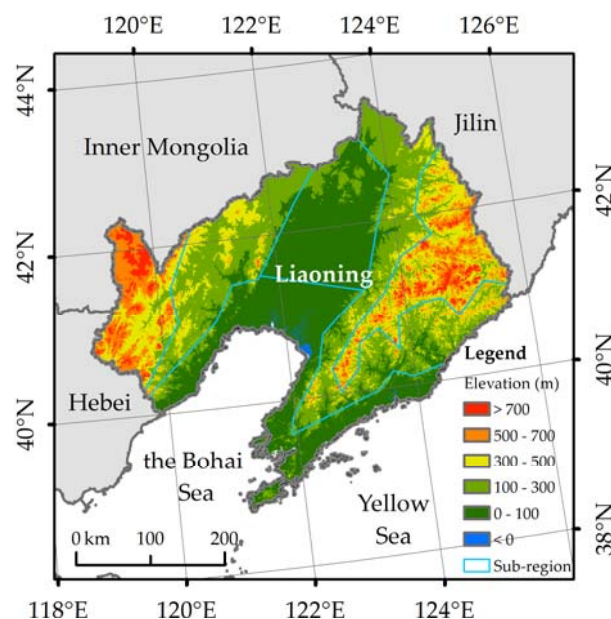 120°E 122°E 124°E 126°E
44°N
Jilin
Inner Mongolia
42°N
42°N
Liaoning
Legend
Elevation (m)
> 700
500 - 700
300 - 500
100 - 300
0 - 100
< 0
Sub-region
Hebei
40°N
40°N
the Bohai
Sea
Yellow
Sea
0 km 100 200
38°N
118°E 120°E 122°E 124°E